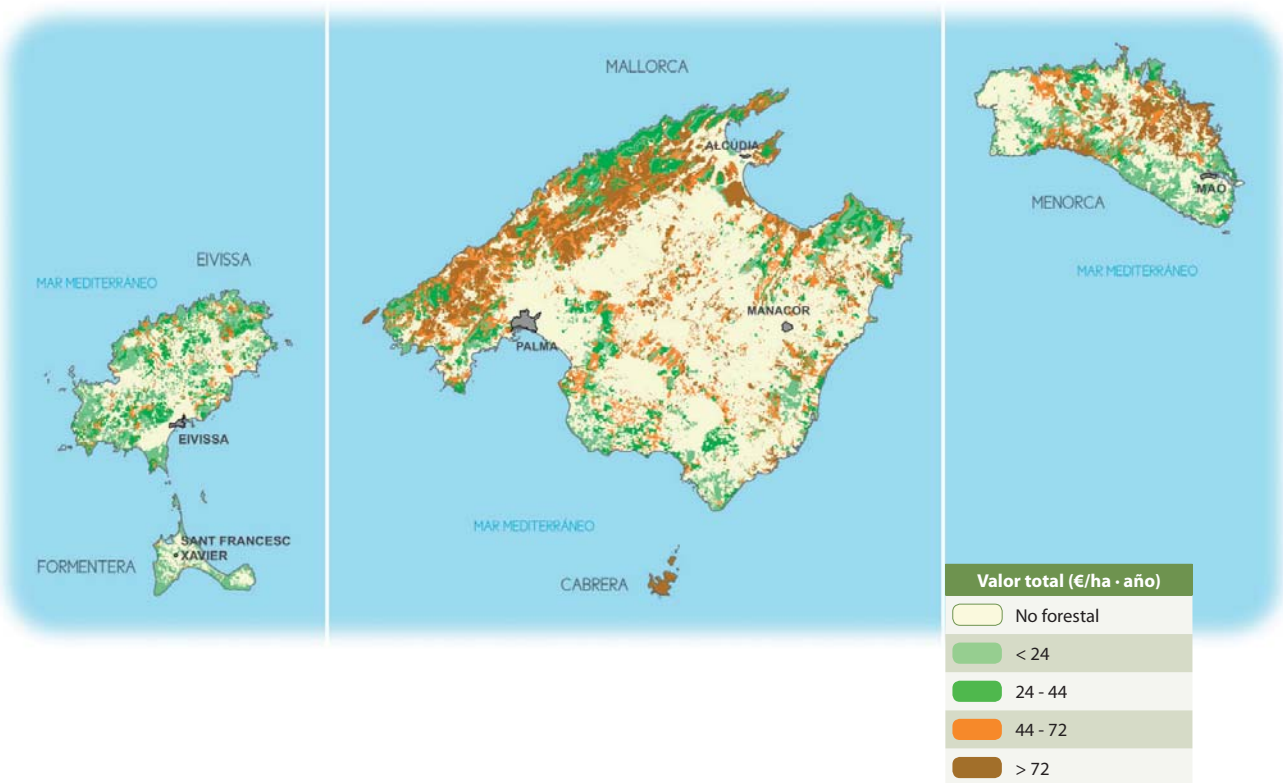 MALLORCA
ALCÚDIA
MAÓ
MENORCA
EIVISSA
MAR MEDITERRÁNEO
MAR MEDITERRÁNEO
MANACOR
PALMA
EIVISSA
MAR MEDITERRÁNEO
SANT FRANCESC
XAVIER
FORMENTERA
CABRERA
Valor total (€/ha · año)
No forestal
< 24
24 - 44
44 - 72
> 72